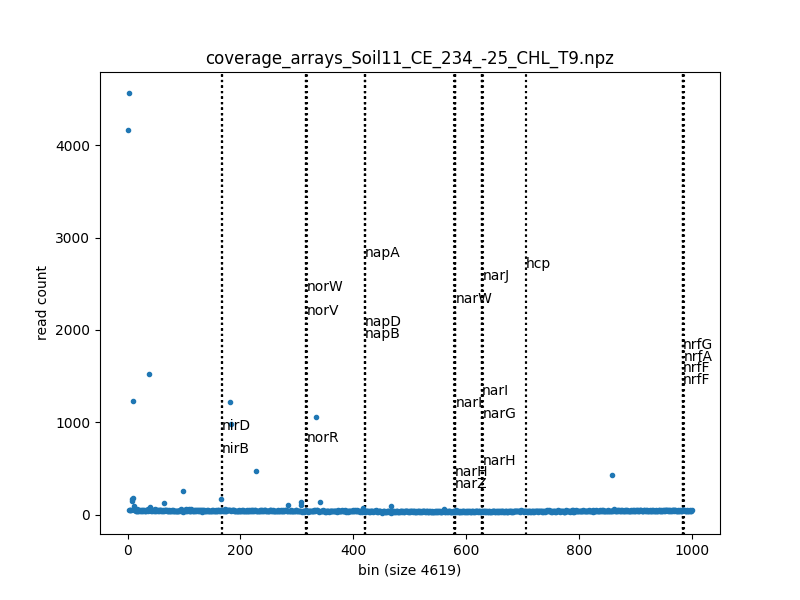 coverage_arrays_Soil11_CE_234_-25_CHL_T9.npz
4000
3000
2000
1000
0
read count
napA
hcp
narJ
norW
narW
norV
napD
napB
nrfG
nrfA
nrfF
nrfF
narI
narG
nirD
norR
nirB
narH
narH
narZ
0
200
400
600
800
1000
bin (size 4619)